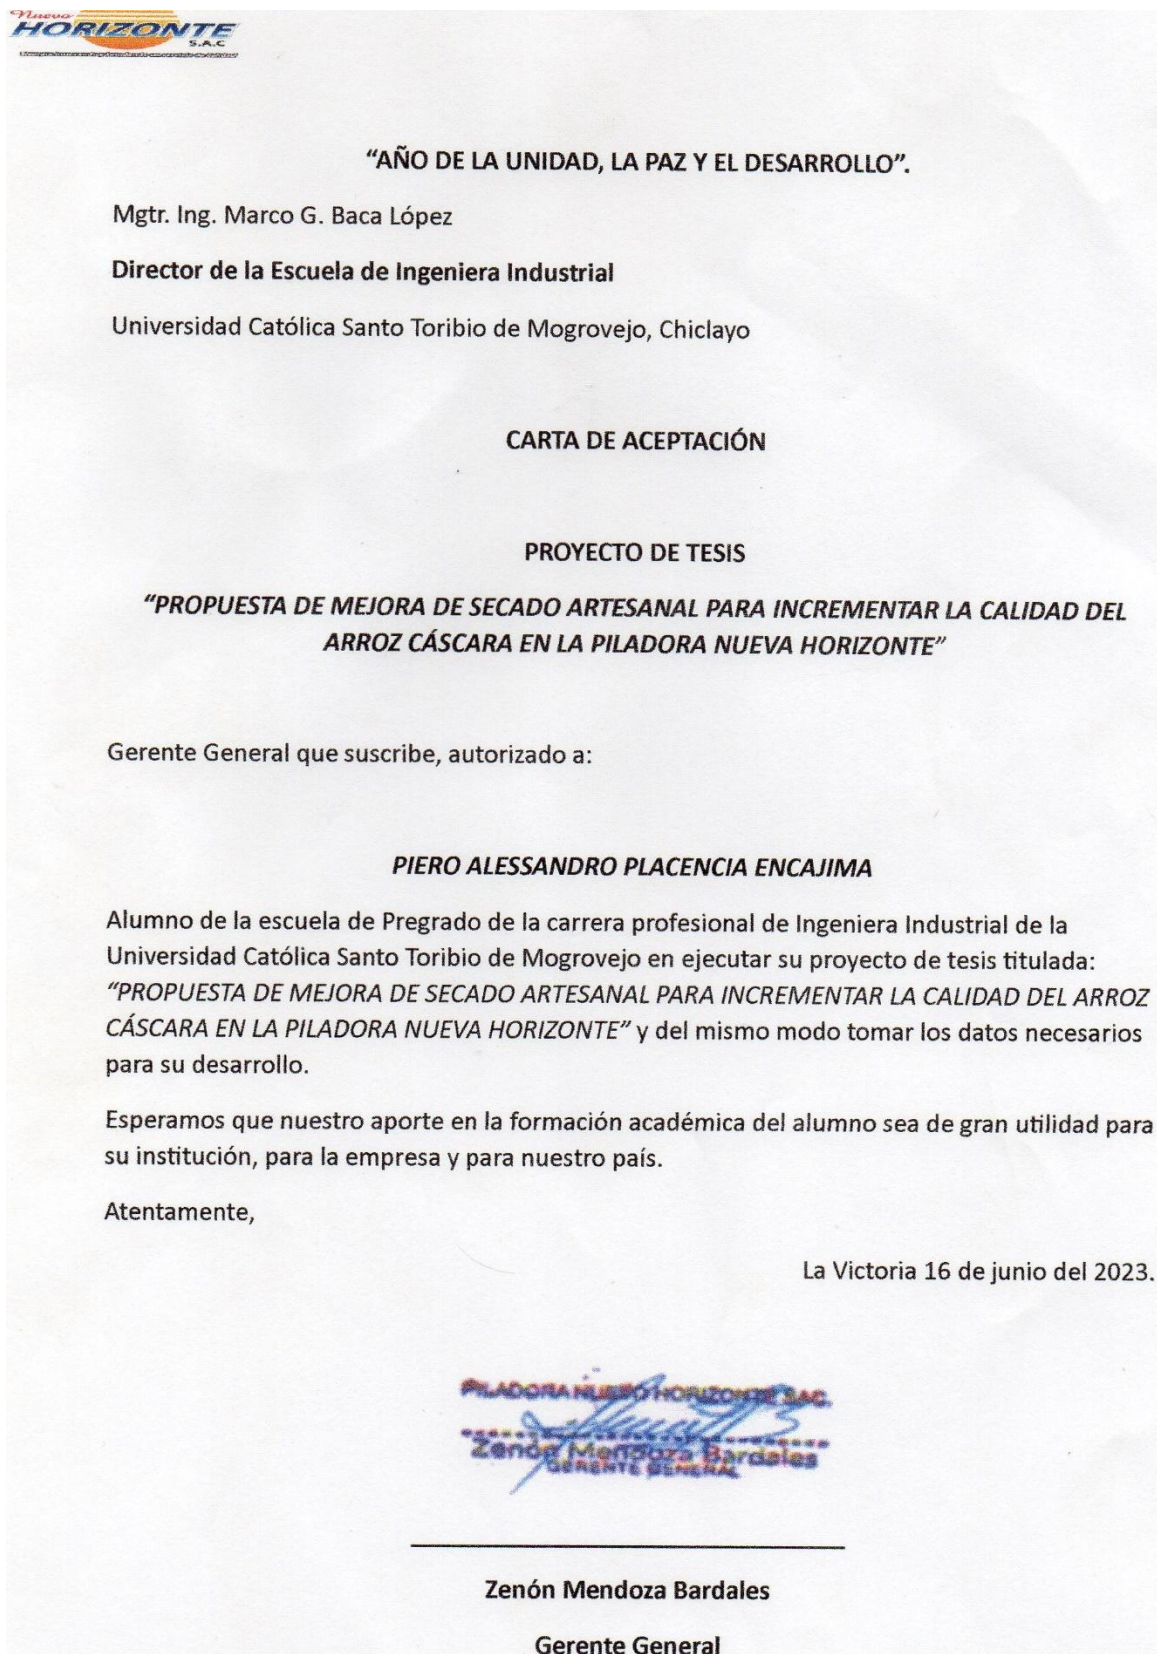 Nuevo
HORIZONTE
S.A.C
“AÑO DE LA UNIDAD, LA PAZ Y EL DESARROLLO”.
Mgtr. Ing. Marco G. Baca López
Director de la Escuela de Ingeniera Industrial
Universidad Católica Santo Toribio de Mogrovejo, Chiclayo
CARTA DE ACEPTACIÓN
PROYECTO DE TESIS
“PROPUESTA DE MEJORA DE SECADO ARTESANAL PARA INCREMENTAR LA CALIDAD DEL
ARROZ CÁSCARA EN LA PILADORA NUEVA HORIZONTE”
Gerente General que suscribe, autorizado a:
PIERO ALESSANDRO PLACENCIA ENCAJIMA
Alumno de la escuela de Pregrado de la carrera profesional de Ingeniera Industrial de la
Universidad Católica Santo Toribio de Mogrovejo en ejecutar su proyecto de tesis titulada:
“PROPUESTA DE MEJORA DE SECADO ARTESANAL PARA INCREMENTAR LA CALIDAD DEL ARROZ
CÁSCARA EN LA PILADORA NUEVA HORIZONTE” y del mismo modo tomar los datos necesarios
para su desarrollo.
Esperamos que nuestro aporte en la formación académica del alumno sea de gran utilidad para
su institución, para la empresa y para nuestro país.
Atentamente,
La Victoria 16 de junio del 2023.
PILADORA NUEVO HORIZONTE SAC.
Zenón Mendoza Bardales
GERENTE GENERAL
Zenón Mendoza Bardales
Gerente General